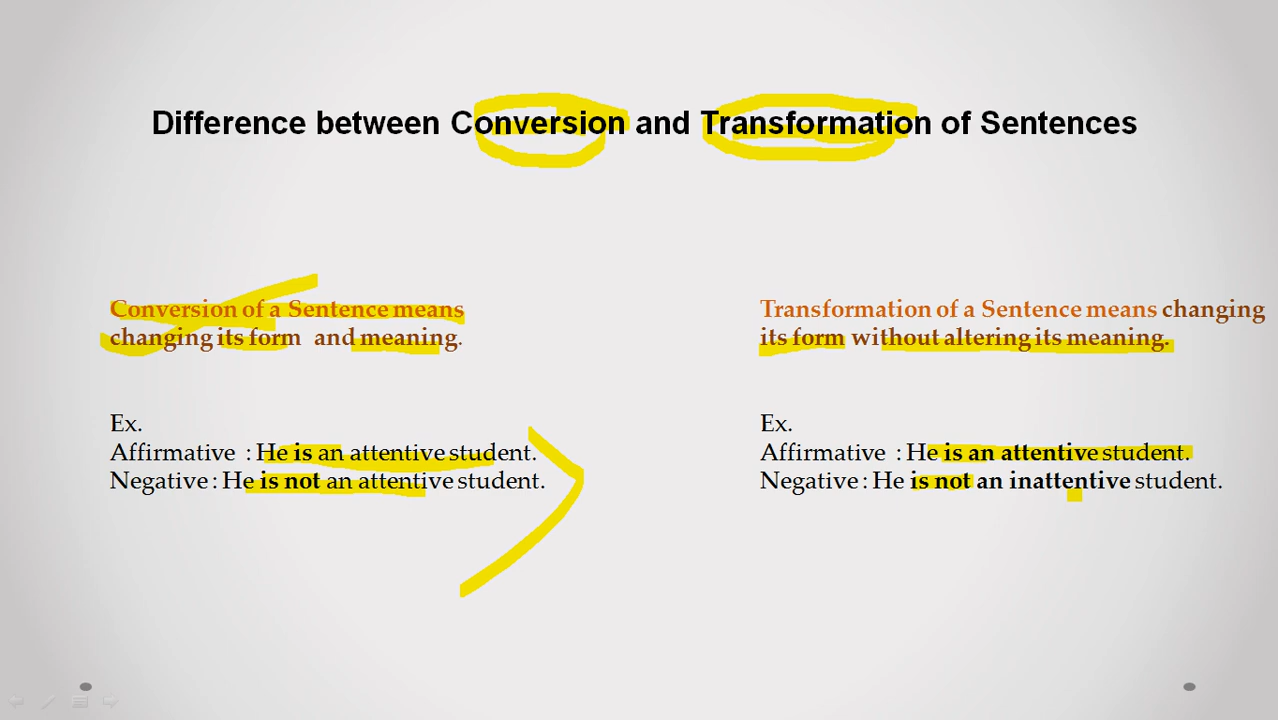 Difference between Conversion and Transformation of Sentences
Conversion of a Sentence means
changing its form and meaning.
Ex.
Affirmative : He is an attentive student.
Negative : He is not an attentive student.
Transformation of a Sentence means changing
its form without altering its meaning.
Ex.
Affirmative : He is an attentive student.
Negative : He is not an inattentive student.